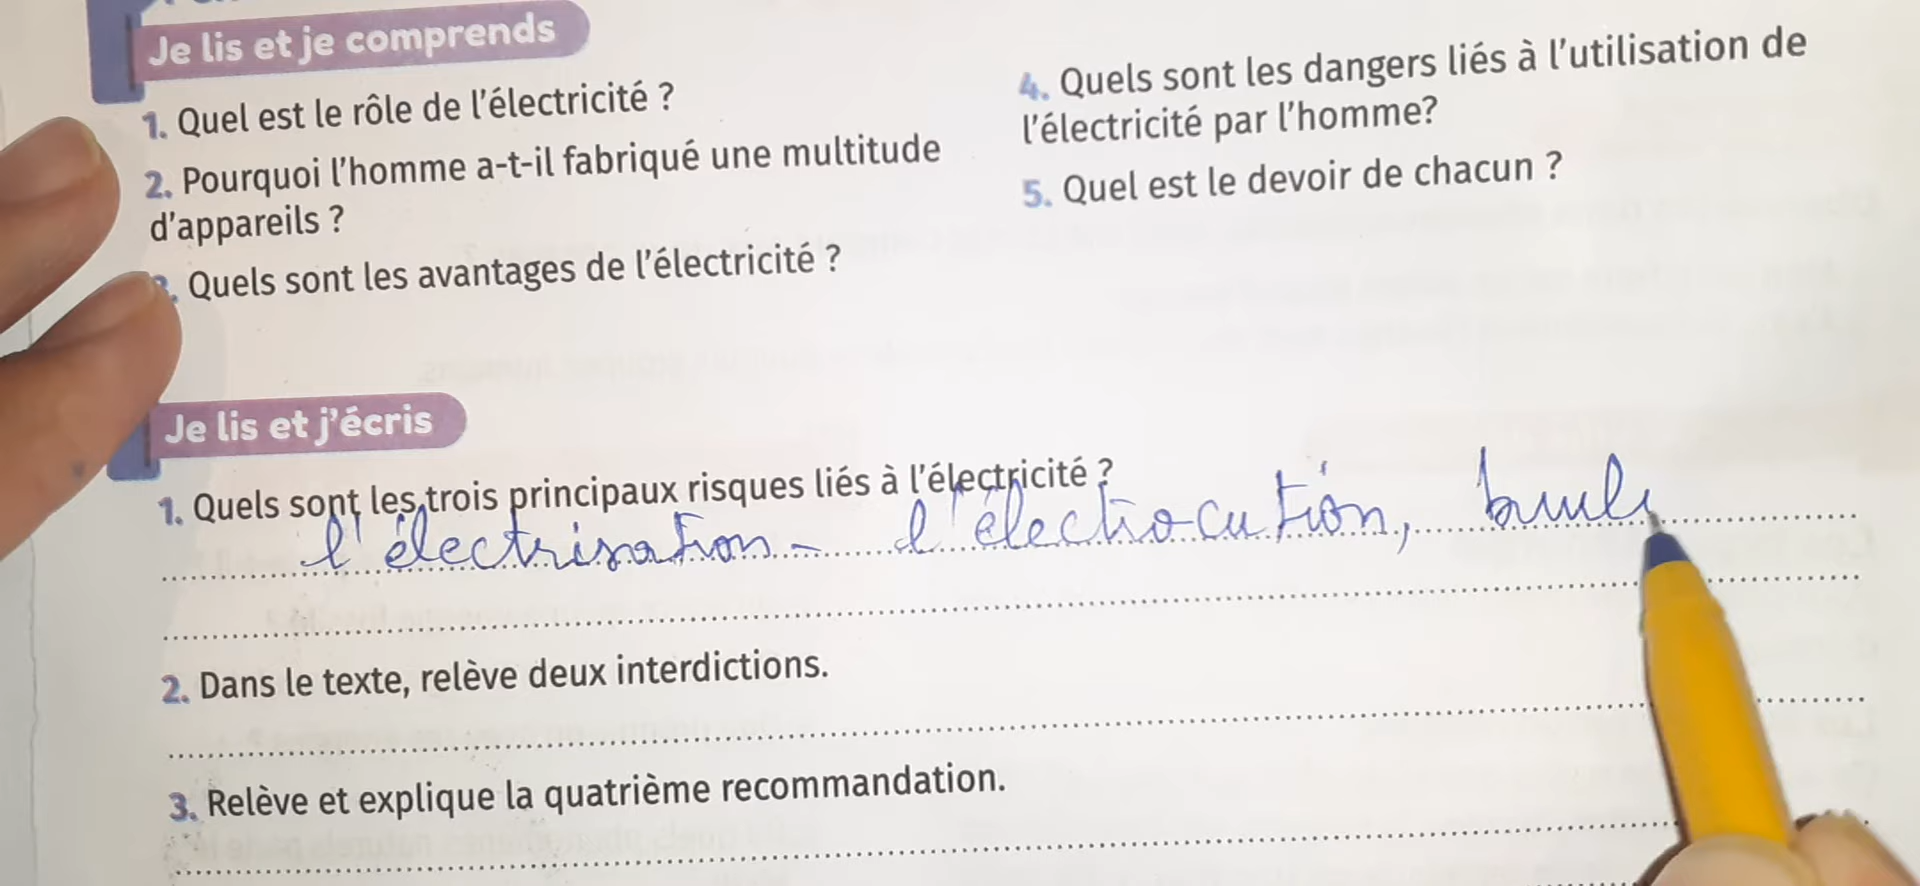 Je lis et je comprends
1. Quel est le rôle de l'électricité ?
2. Pourquoi l'homme a-t-il fabriqué une multitude
d'appareils ?
Quels sont les avantages de l'électricité ?
4. Quels sont les dangers liés à l'utilisation de
l'électricité par l'homme?
5. Quel est le devoir de chacun ?
Je lis et j'écris
1. Quels sont les trois principaux risques liés à l'électricité ?
l'électrisation - l'électrocution,
2. Dans le texte, relève deux interdictions.
3. Relève et explique la quatrième recommandation.